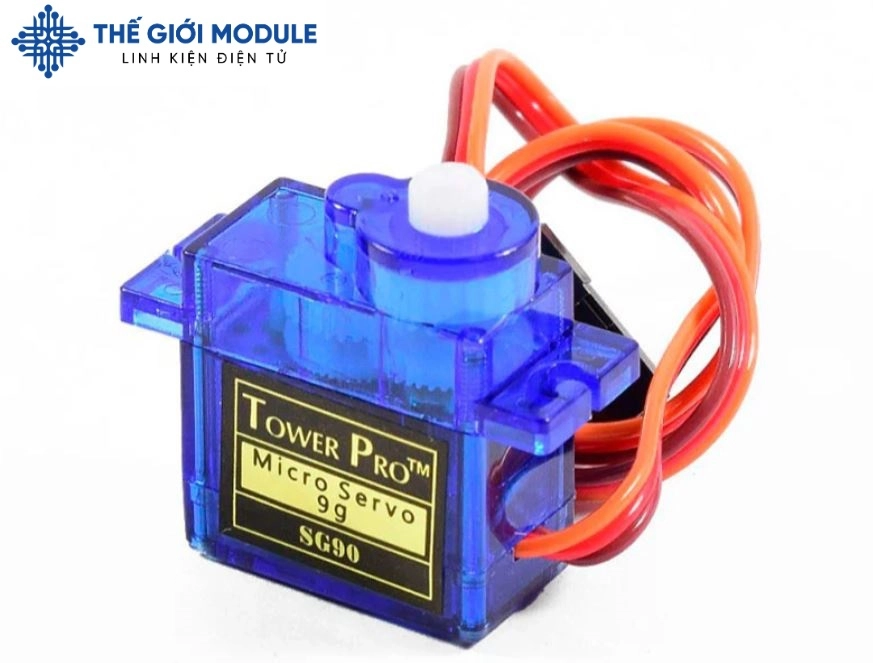 THẾ GIỚI MODULE
LINH KIỆN ĐIỆN TỬ
TOWER PRO™
Micro Servo
9g
SG90